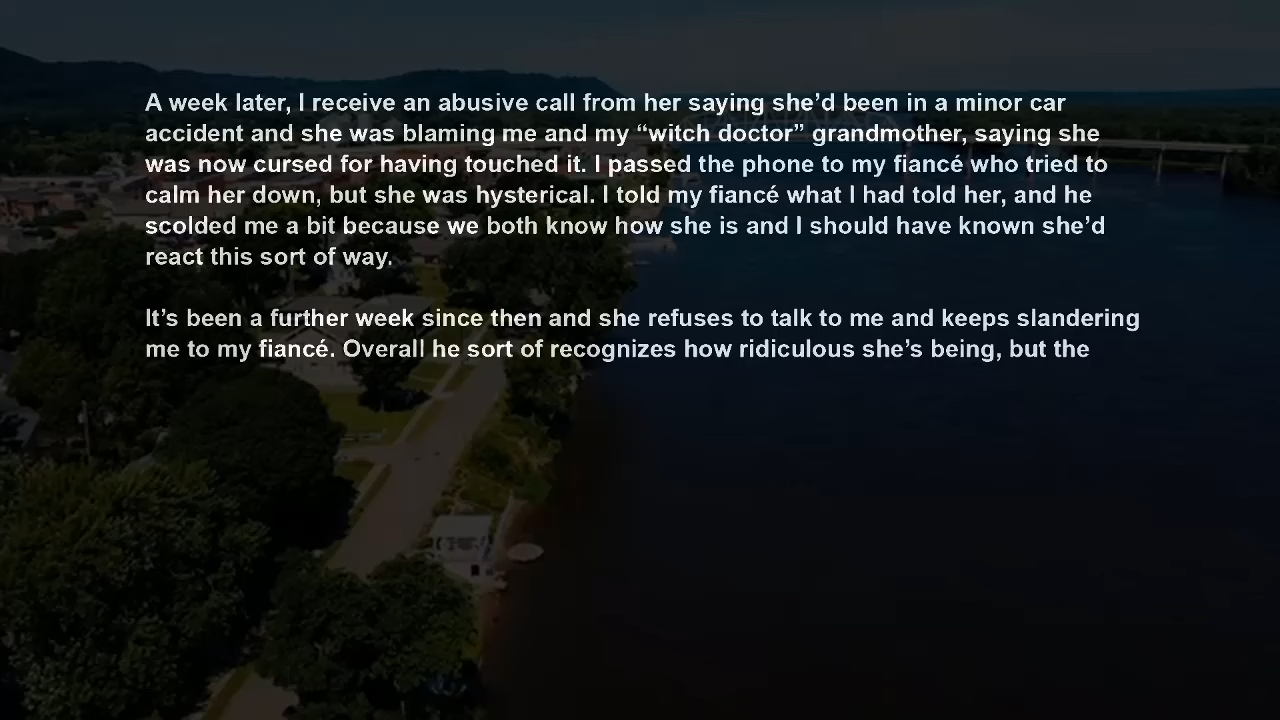 A week later, I receive an abusive call from her saying she’d been in a minor car
accident and she was blaming me and my “witch doctor” grandmother, saying she
was now cursed for having touched it. I passed the phone to my fiancé who tried to
calm her down, but she was hysterical. I told my fiancé what I had told her, and he
scolded me a bit because we both know how she is and I should have known she’d
react this sort of way.
It’s been a further week since then and she refuses to talk to me and keeps slandering
me to my fiancé. Overall he sort of recognizes how ridiculous she’s being, but the